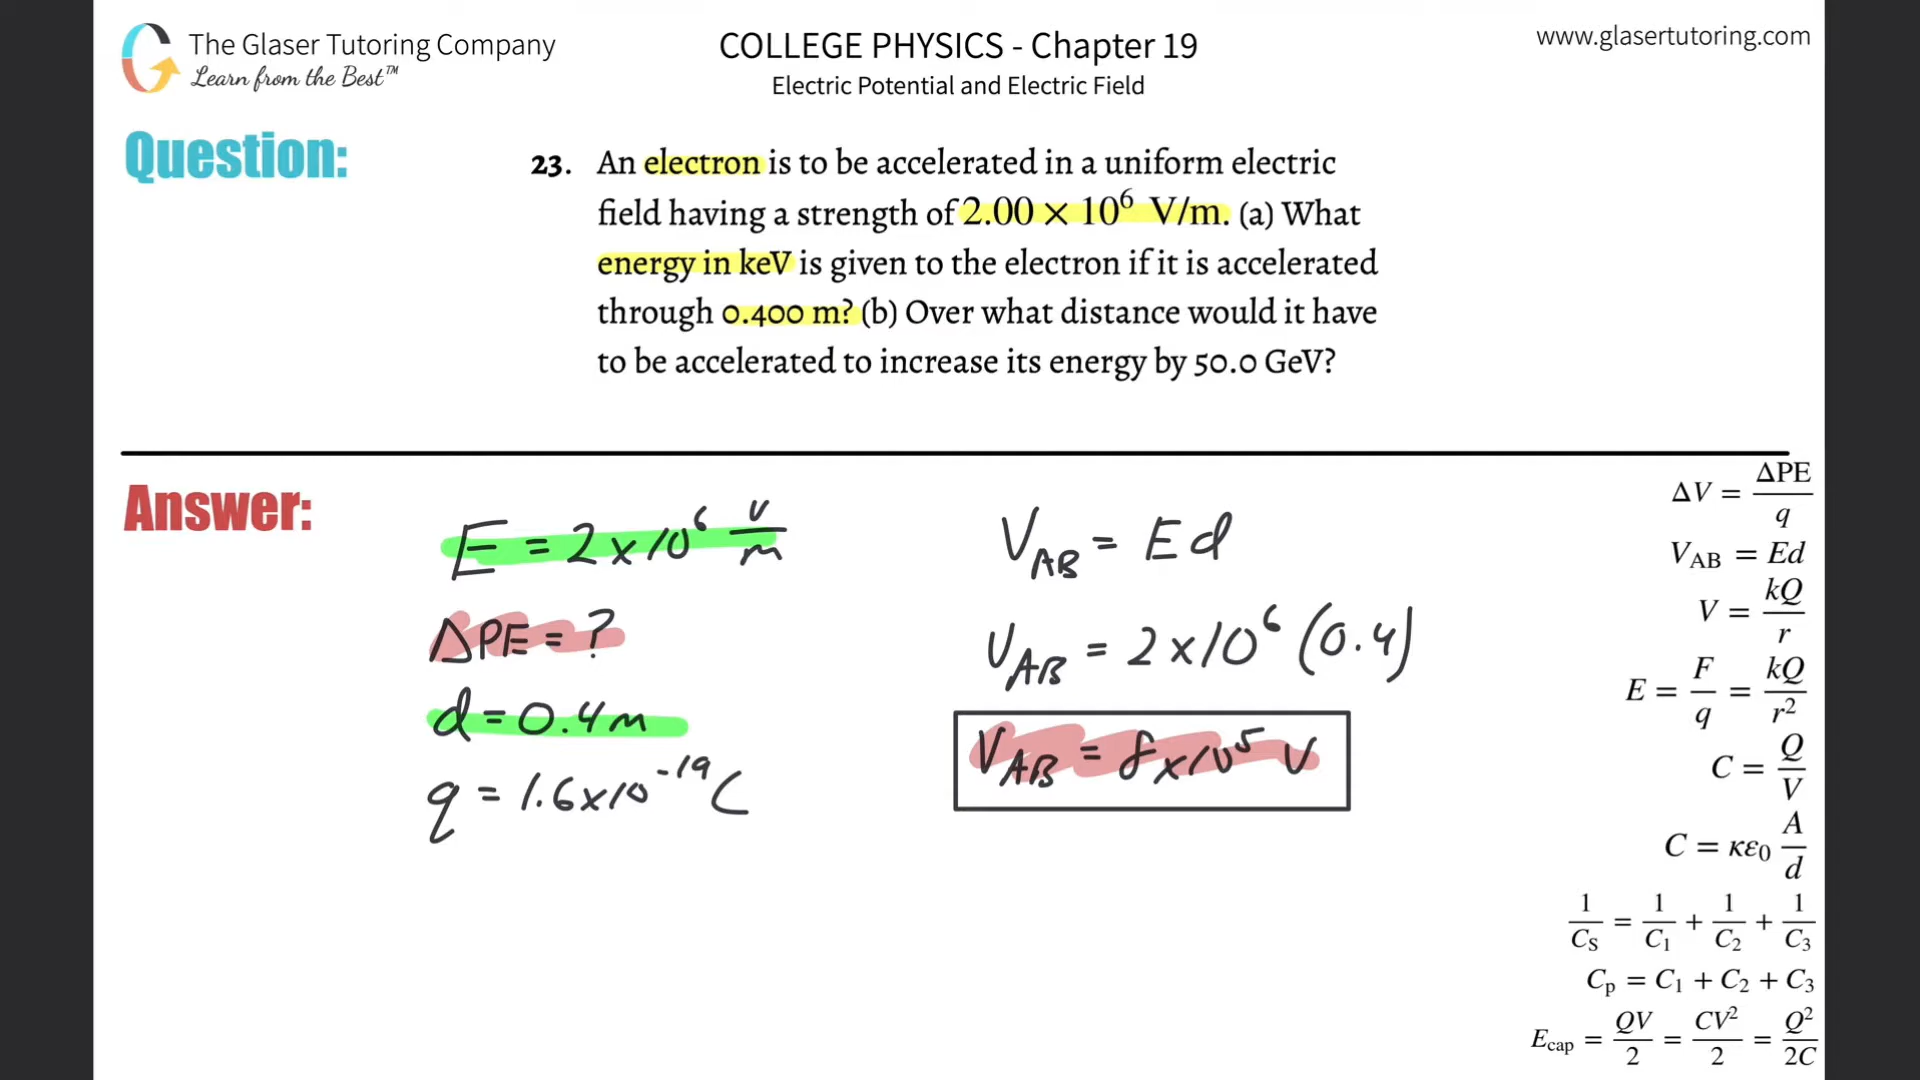 The Glaser Tutoring Company
Learn from the Best™
COLLEGE PHYSICS - Chapter 19
Electric Potential and Electric Field
www.glasertutoring.com
Question:
23. An electron is to be accelerated in a uniform electric
field having a strength of 2.00 × 10⁶ V/m. (a) What
energy in keV is given to the electron if it is accelerated
through 0.400 m? (b) Over what distance would it have
to be accelerated to increase its energy by 50.0 GeV?
Answer:
E = 2 x 10⁶ V/m
ΔPE = ?
d = 0.4 m
q = 1.6 x 10⁻¹⁹ C
V_AB = Ed
V_AB = 2 x 10⁶ (0.4)
V_AB = 8 x 10⁵ V
ΔV = ΔPE/q
V_AB = Ed
V = kQ/r
E = F/q = kQ/r²
C = Q/V
C = κε₀ A/d
1/C_S = 1/C₁ + 1/C₂ + 1/C₃
C_p = C₁ + C₂ + C₃
E_cap = QV/2 = CV²/2 = Q²/2C